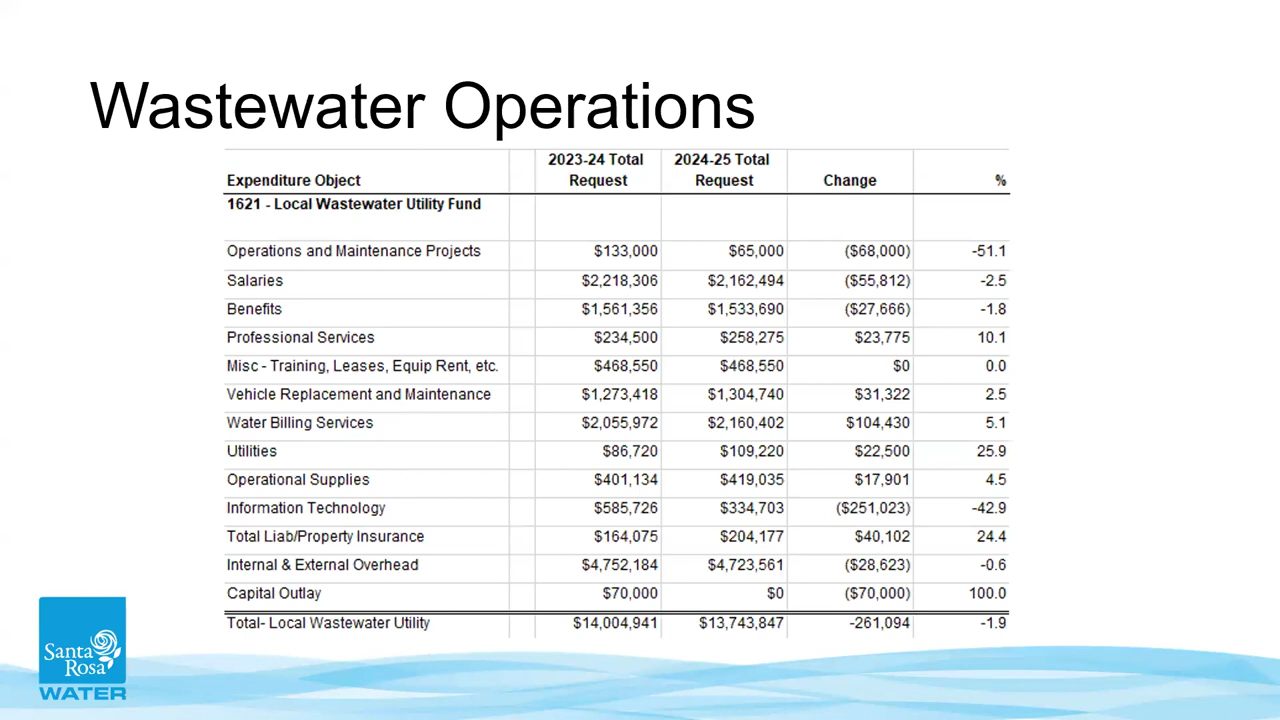 Wastewater Operations
Expenditure Object 2023-24 Total Request 2024-25 Total Request Change %
1621 - Local Wastewater Utility Fund
Operations and Maintenance Projects $133,000 $65,000 ($68,000) -51.1
Salaries $2,218,306 $2,162,494 ($55,812) -2.5
Benefits $1,561,356 $1,533,690 ($27,666) -1.8
Professional Services $234,500 $258,275 $23,775 10.1
Misc - Training, Leases, Equip Rent, etc. $468,550 $468,550 $0 0.0
Vehicle Replacement and Maintenance $1,273,418 $1,304,740 $31,322 2.5
Water Billing Services $2,055,972 $2,160,402 $104,430 5.1
Utilities $86,720 $109,220 $22,500 25.9
Operational Supplies $401,134 $419,035 $17,901 4.5
Information Technology $585,726 $334,703 ($251,023) -42.9
Total Liab/Property Insurance $164,075 $204,177 $40,102 24.4
Internal & External Overhead $4,752,184 $4,723,561 ($28,623) -0.6
Capital Outlay $70,000 $0 ($70,000) 100.0
Total- Local Wastewater Utility $14,004,941 $13,743,847 -261,094 -1.9
Santa
Rosa
WATER